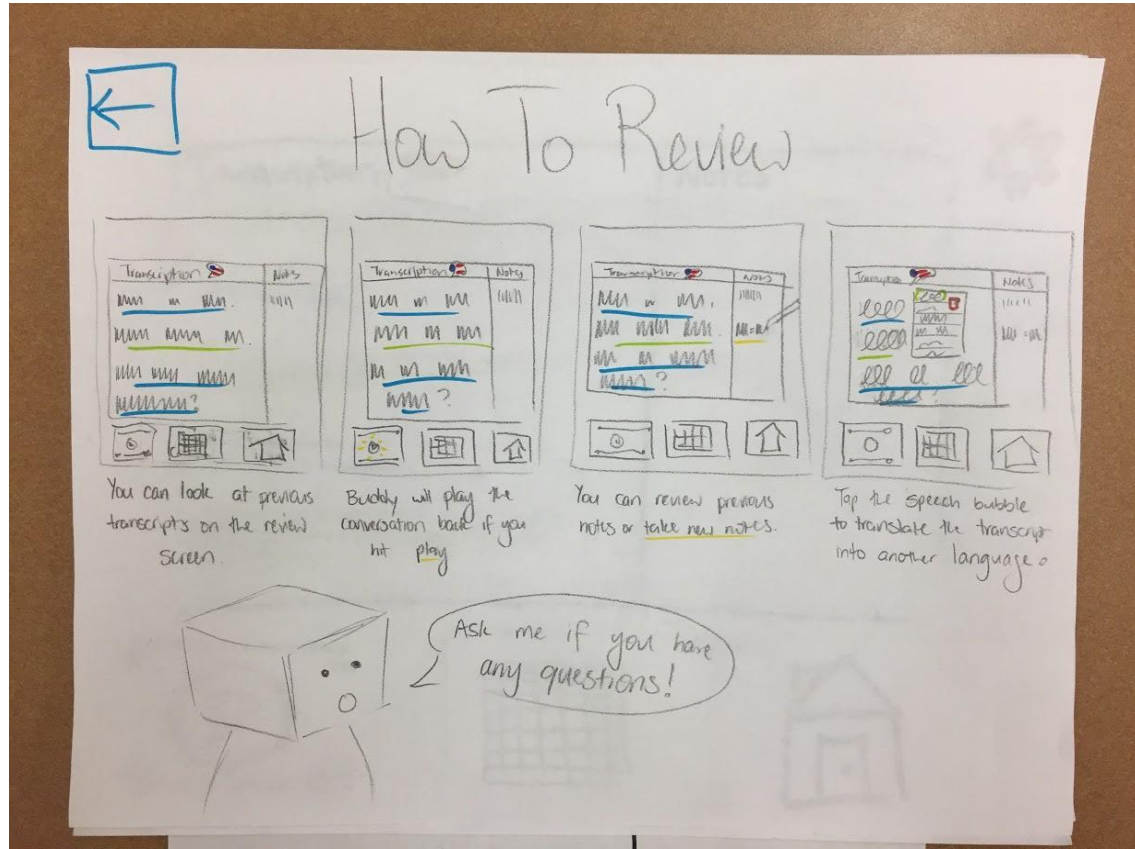 How To Review
Transcription Notes
Transcription Notes
Transcription Notes
Transcription Notes
You can look at previous
transcripts on the review
screen.
Buddy will play the
conversation back if you
hit play
You can review previous
notes or take new notes.
Tap the speech bubble
to translate the transcript
into another language.
Ask me if you have
any questions!